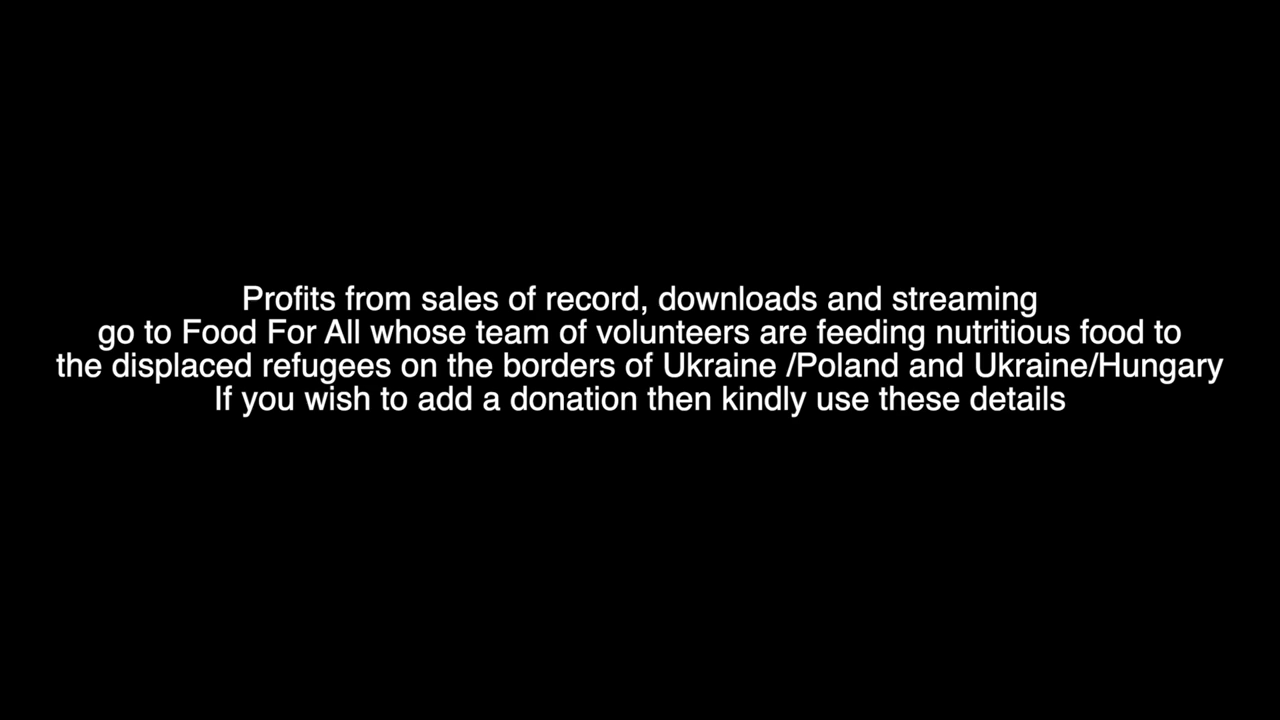 Profits from sales of record, downloads and streaming
go to Food For All whose team of volunteers are feeding nutritious food to
the displaced refugees on the borders of Ukraine /Poland and Ukraine/Hungary
If you wish to add a donation then kindly use these details